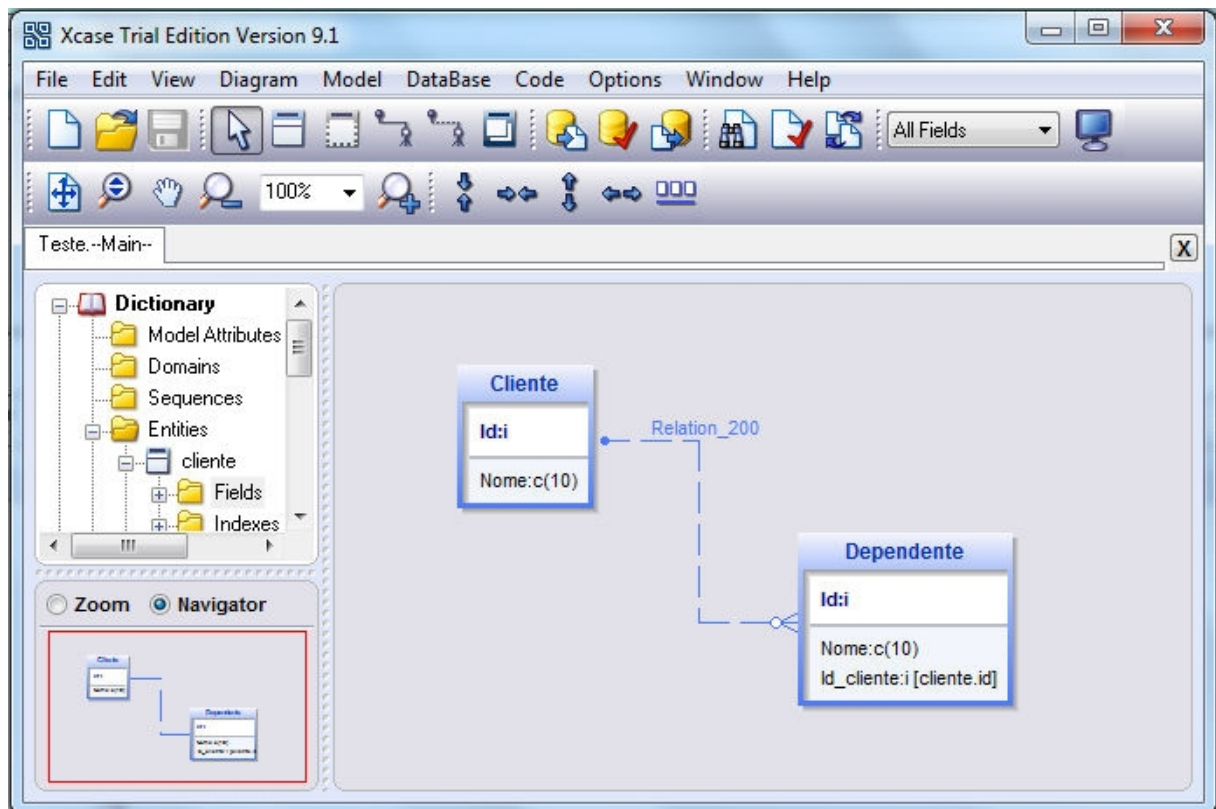 Xcase Trial Edition Version 9.1
File Edit View Diagram Model DataBase Code Options Window Help
All Fields
100%
Teste.--Main--
X
Dictionary
Model Attributes
Domains
Sequences
Entities
cliente
Fields
Indexes
Zoom Navigator
Cliente
Id:i
Nome:c(10)
Relation_200
Dependente
Id:i
Nome:c(10)
Id_cliente:i [cliente.id]